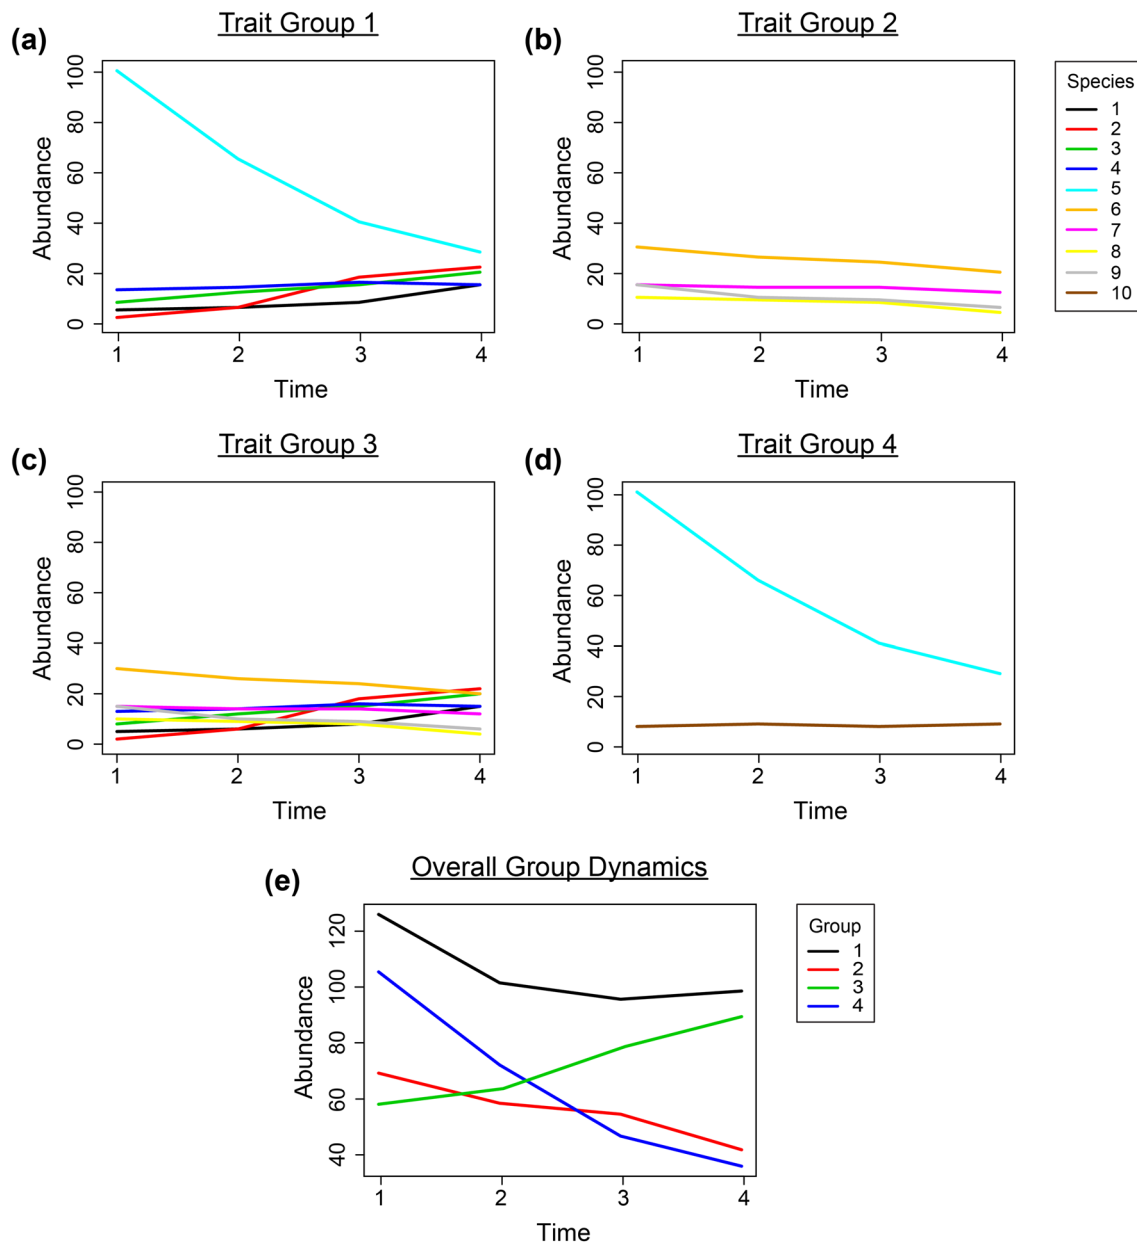 (a)
Trait Group 1
Abundance
0
20
40
60
80
100
1 2 3 4
Time
(b)
Trait Group 2
Abundance
0
20
40
60
80
100
1 2 3 4
Time
Species
1
2
3
4
5
6
7
8
9
10
(c)
Trait Group 3
Abundance
0
20
40
60
80
100
1 2 3 4
Time
(d)
Trait Group 4
Abundance
0
20
40
60
80
100
1 2 3 4
Time
(e)
Overall Group Dynamics
Abundance
40
60
80
100
120
1 2 3 4
Time
Group
1
2
3
4